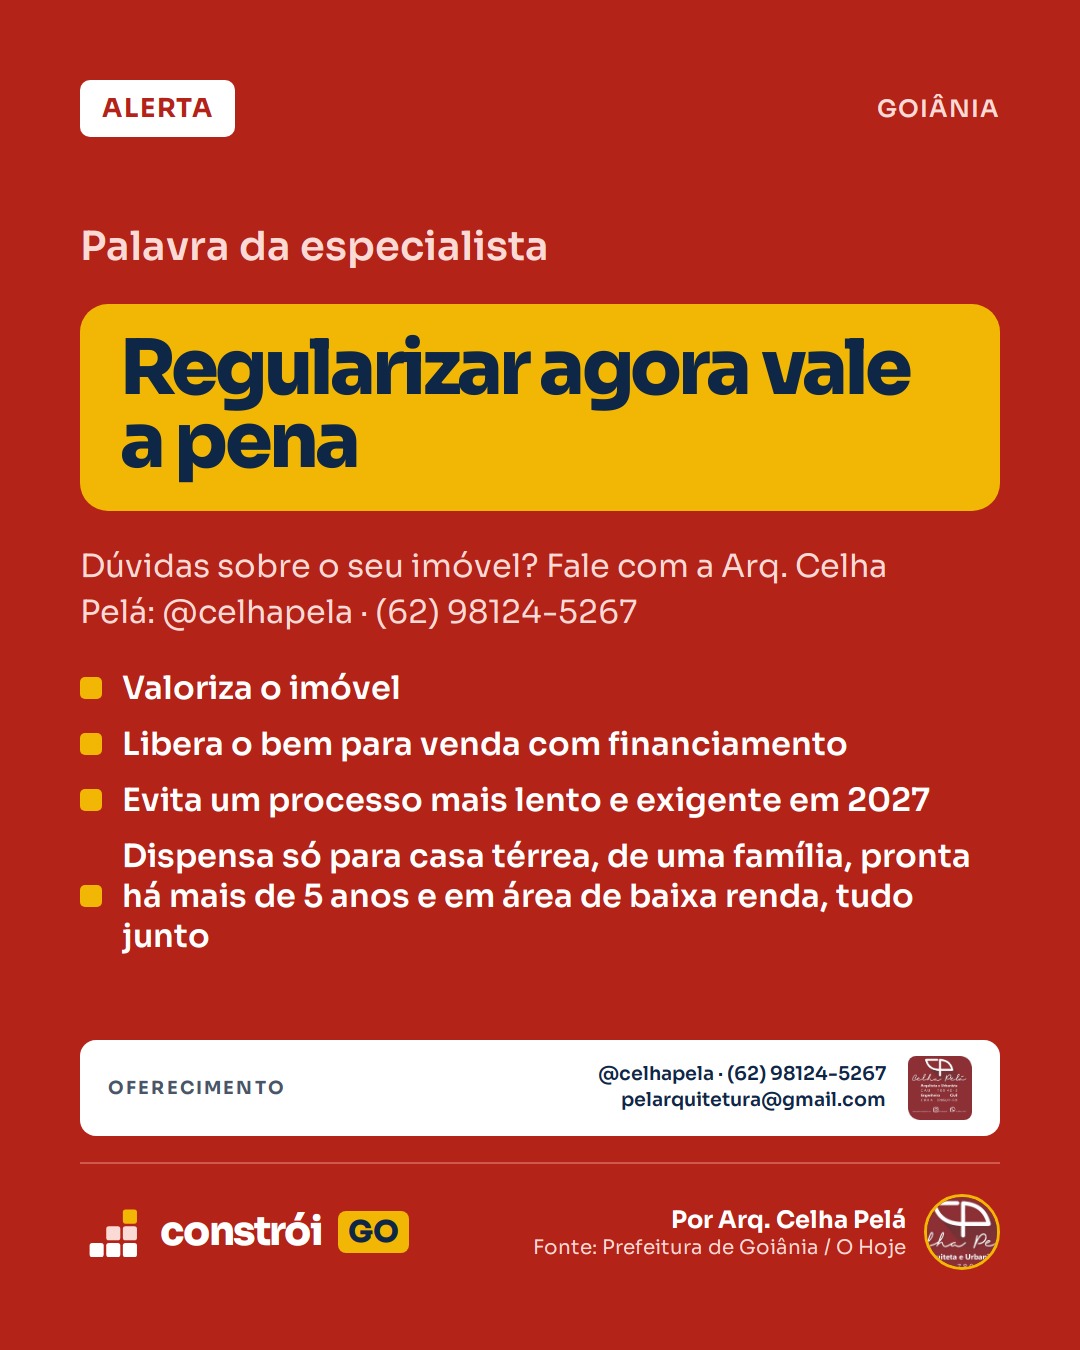 ALERTA
GOIÂNIA
Palavra da especialista
Regularizar agora vale
a pena
Dúvidas sobre o seu imóvel? Fale com a Arq. Celha
Pelá: @celhapela · (62) 98124-5267
Valoriza o imóvel
Libera o bem para venda com financiamento
Evita um processo mais lento e exigente em 2027
Dispensa só para casa térrea, de uma família, pronta
há mais de 5 anos e em área de baixa renda, tudo
junto
OFERECIMENTO
@celhapela · (62) 98124-5267
pelarquitetura@gmail.com
Celha Pelá
Arquiteta e Urbanista
constrói GO
Por Arq. Celha Pelá
Fonte: Prefeitura de Goiânia / O Hoje